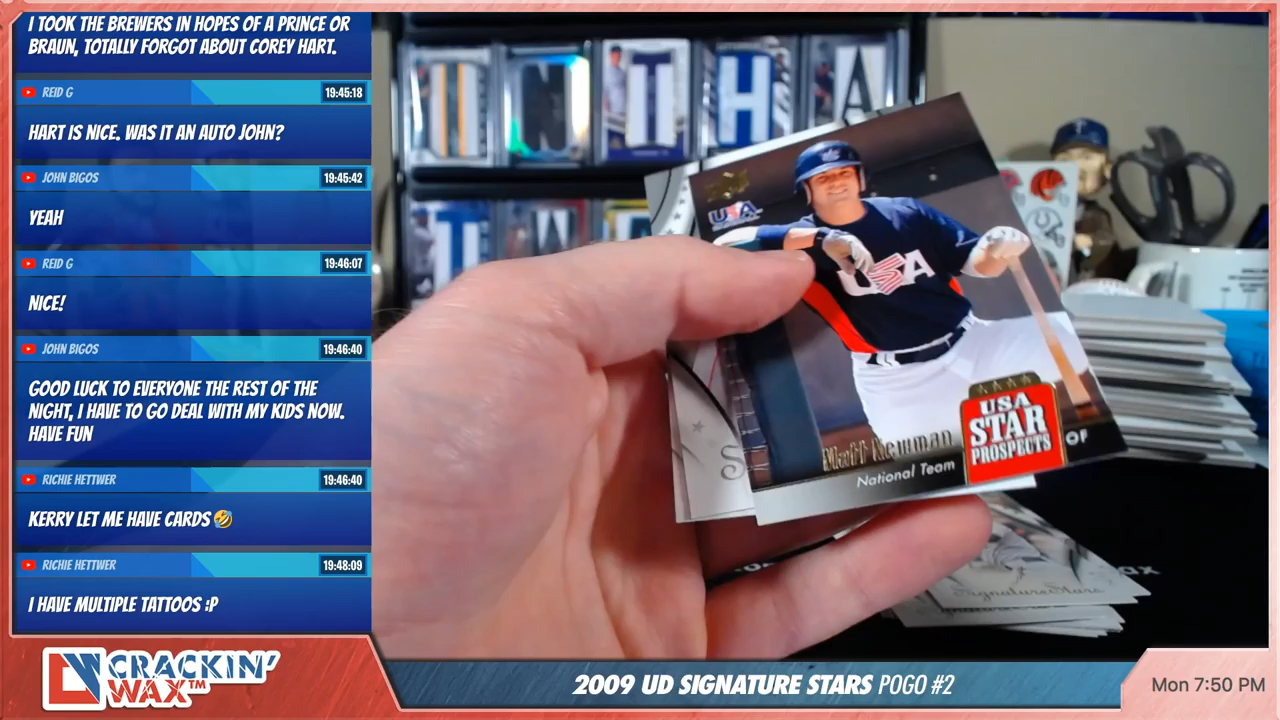 I TOOK THE BREWERS IN HOPES OF A PRINCE OR
BRAUN, TOTALLY FORGOT ABOUT COREY HART.
REID G
19:45:18
HART IS NICE. WAS IT AN AUTO JOHN?
JOHN BIGOS
19:45:42
YEAH
REID G
19:46:07
NICE!
JOHN BIGOS
19:46:40
GOOD LUCK TO EVERYONE THE REST OF THE
NIGHT, I HAVE TO GO DEAL WITH MY KIDS NOW.
HAVE FUN
RICHIE HETTWER
19:46:40
KERRY LET ME HAVE CARDS🤣
RICHIE HETTWER
19:48:09
I HAVE MULTIPLE TATTOOS :P
CRACKIN'
WAX™
N
T
H
A
T
W
USA
USA
Matt Newman
National Team
USA
STAR
PROSPECTS
OF
Signature Stars
2009 UD SIGNATURE STARS POGO #2
Mon 7:50 PM